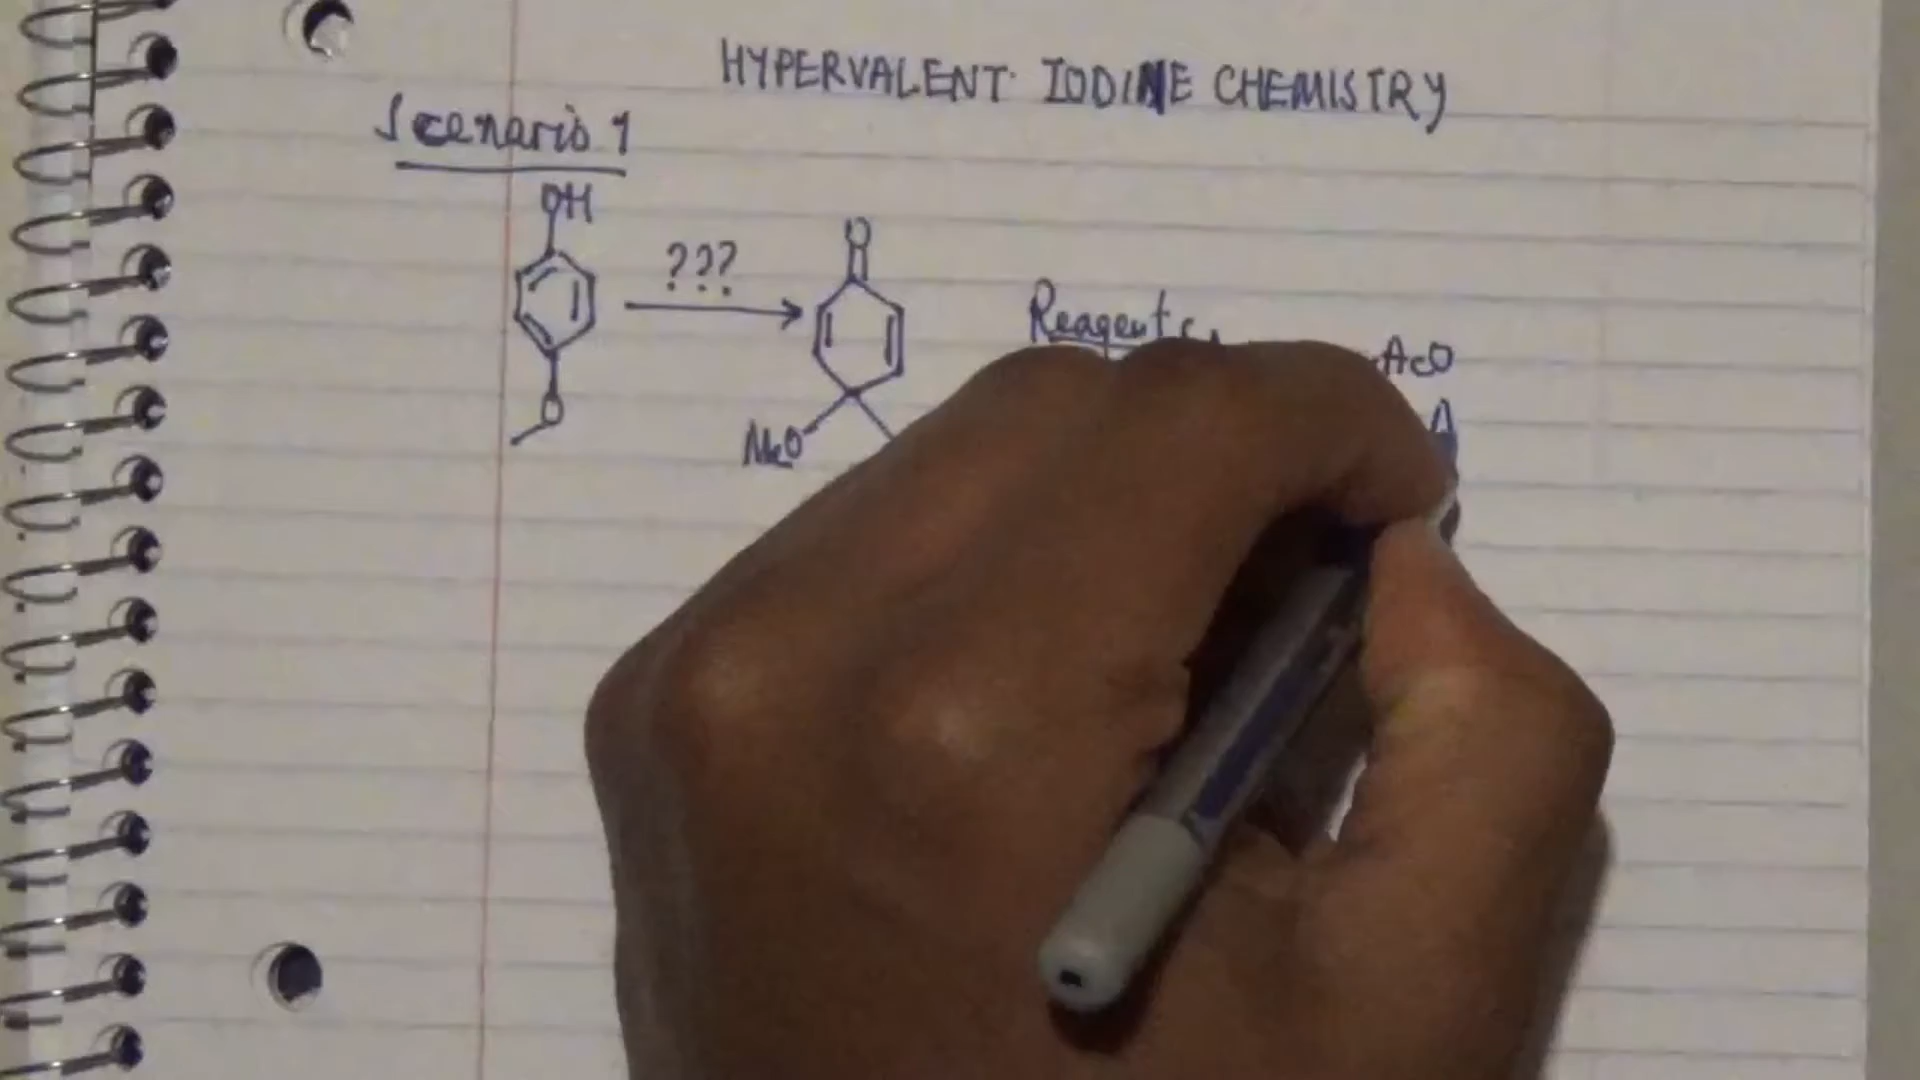 HYPERVALENT IODINE CHEMISTRY
Scenario 1
OH
???
O
Reagents
AcO
O
MeO